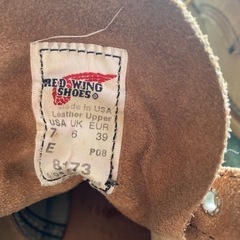 RED WING
SHOES®
Made in USA
Leather Upper
USA UK EUR
7 6 39
E P08
8173